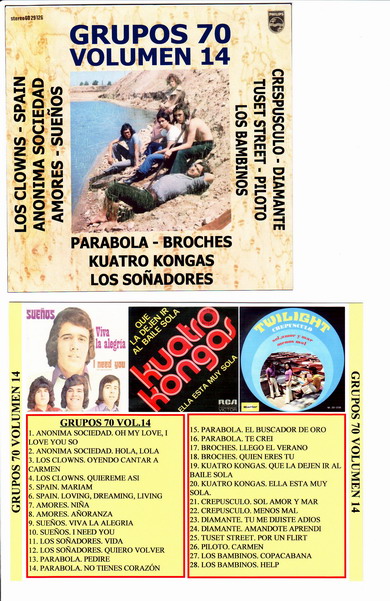 stereo GD 29126
PHILIPS
GRUPOS 70
VOLUMEN 14
LOS CLOWNS - SPAIN
ANONIMA SOCIEDAD
AMORES - SUEÑOS
CRESPUSCULO - DIAMANTE
TUSET STREET - PILOTO
LOS BAMBINOS
PARABOLA - BROCHES
KUATRO KONGAS
LOS SOÑADORES
GRUPOS 70 VOLUMEN 14
SUEÑOS
Viva
la alegria
I need you
QUE
LA DEJEN IR
AL BAILE SOLA
kuatro
kongas
ELLA ESTA MUY SOLA
RCA
TWILIGHT
CREPUSCULO
sol, amor y mar
menos mal
GRUPOS 70 VOLUMEN 14
GRUPOS 70 VOL.14
1. ANONIMA SOCIEDAD. OH MY LOVE, I
LOVE YOU SO
2. ANONIMA SOCIEDAD. HOLA, LOLA
3. LOS CLOWNS. OYENDO CANTAR A
CARMEN
4. LOS CLOWNS. QUIEREME ASI
5. SPAIN. MARIAM
6. SPAIN. LOVING, DREAMING, LIVING
7. AMORES. NIÑA
8. AMORES. AÑORANZA
9. SUEÑOS. VIVA LA ALEGRIA
10. SUEÑOS. I NEED YOU
11. LOS SOÑADORES. VIDA
12. LOS SOÑADORES. QUIERO VOLVER
13. PARABOLA. PEDIRE
14. PARABOLA. NO TIENES CORAZÓN
15. PARABOLA. EL BUSCADOR DE ORO
16. PARABOLA. TE CREI
17. BROCHES. LLEGO EL VERANO
18. BROCHES. QUIEN ERES TU
19. KUATRO KONGAS. QUE LA DEJEN IR AL
BAILE SOLA
20. KUATRO KONGAS. ELLA ESTA MUY
SOLA.
21. CREPUSCULO. SOL AMOR Y MAR
22. CREPUSCULO. MENOS MAL
23. DIAMANTE. TU ME DIJISTE ADIOS
24. DIAMANTE. AMANDOTE APRENDI
25. TUSET STREET. POR UN FLIRT
26. PILOTO. CARMEN
27. LOS BAMBINOS. COPACABANA
28. LOS BAMBINOS. HELP